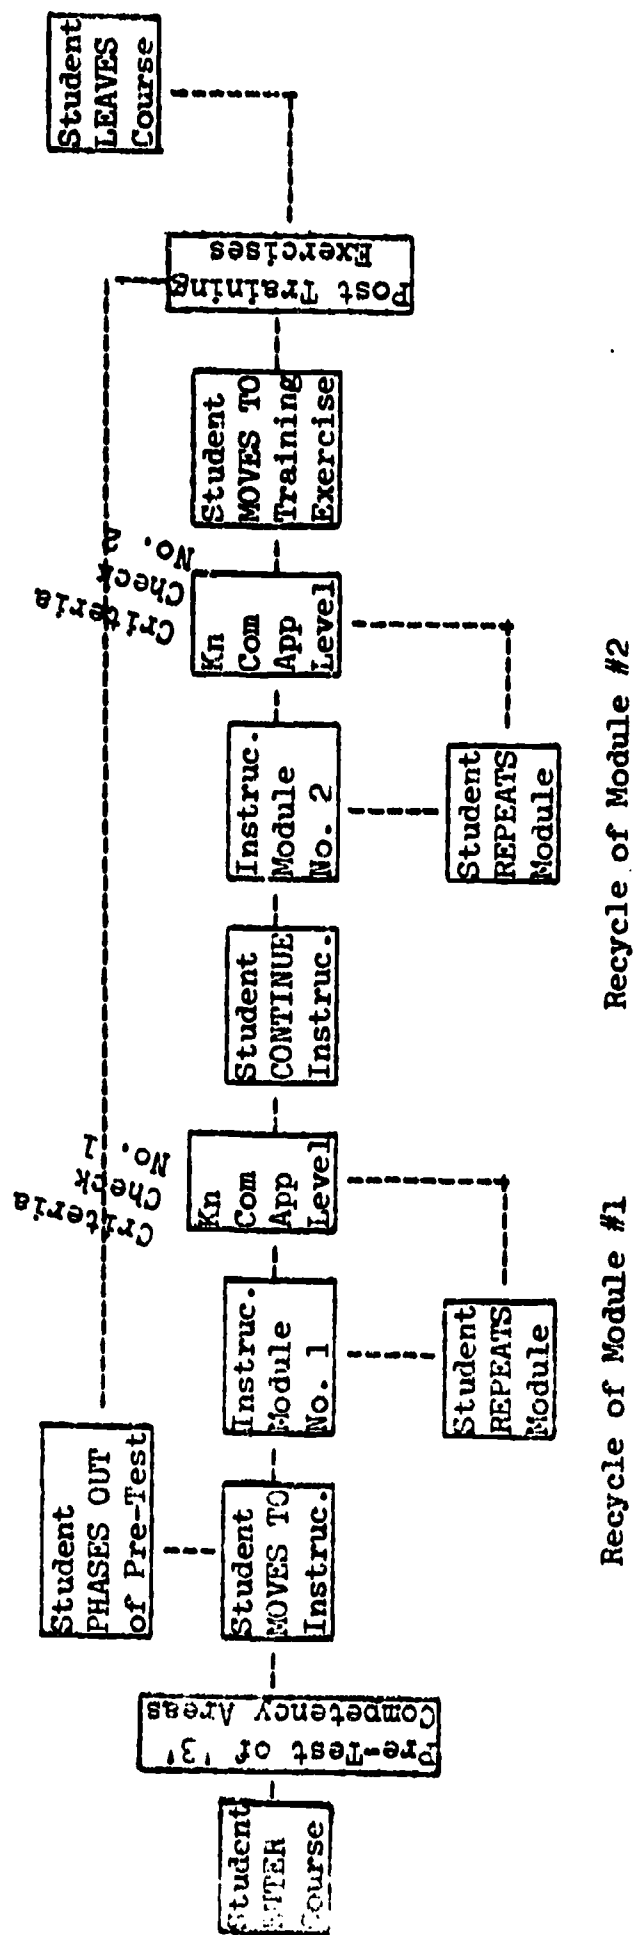 Student
ENTER
Course
Pre-Test of '3'
Competency Areas
Student
PHASES OUT
of Pre-Test
Student
MOVES TO
Instruc.
Instruc.
Module
No. 1
Student
REPEATS
Module
Recycle of Module #1
Criteria
Check
No. 1
Kn
Com
App
Level
Student
CONTINUE
Instruc.
Instruc.
Module
No. 2
Student
REPEATS
Module
Recycle of Module #2
Criteria
Check
No. 2
Kn
Com
App
Level
Student
MOVES TO
Training
Exercise
Post Training
Exercises
Student
LEAVES
Course